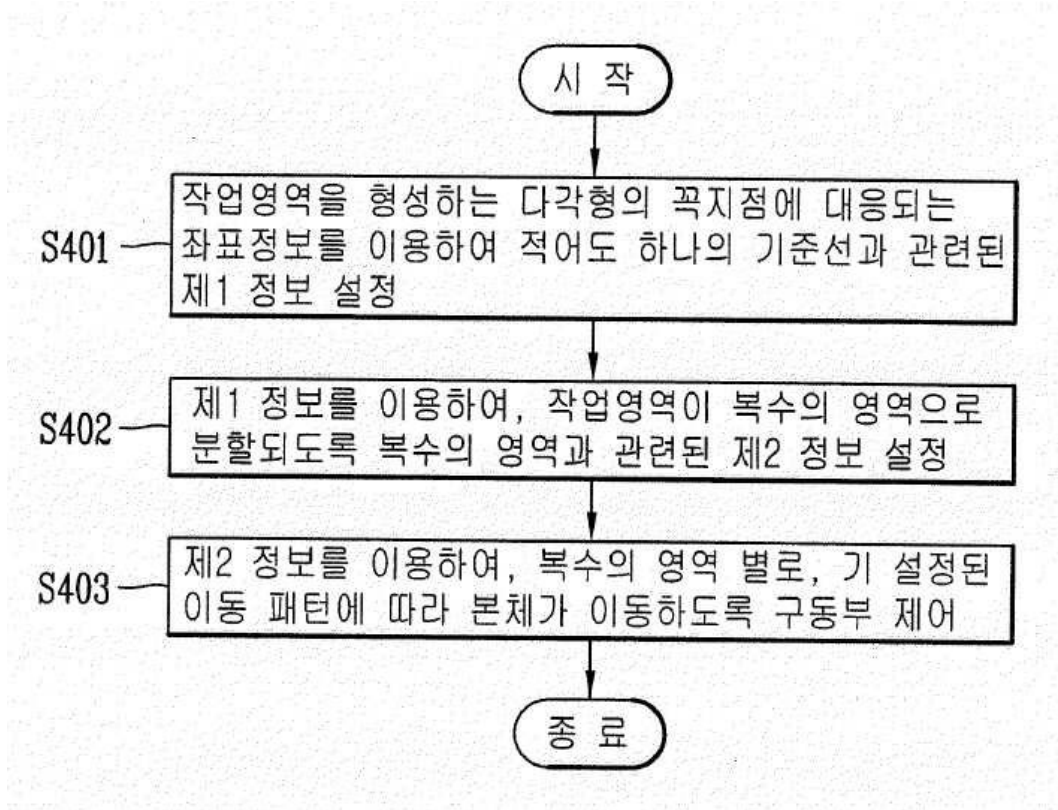 시 작
작업영역을 형성하는 다각형의 꼭지점에 대응되는
S401 좌표정보를 이용하여 적어도 하나의 기준선과 관련된
제1 정보 설정
제1 정보를 이용하여, 작업영역이 복수의 영역으로
S402 분할되도록 복수의 영역과 관련된 제2 정보 설정
제2 정보를 이용하여, 복수의 영역 별로, 기 설정된
S403 이동 패턴에 따라 본체가 이동하도록 구동부 제어
종 료